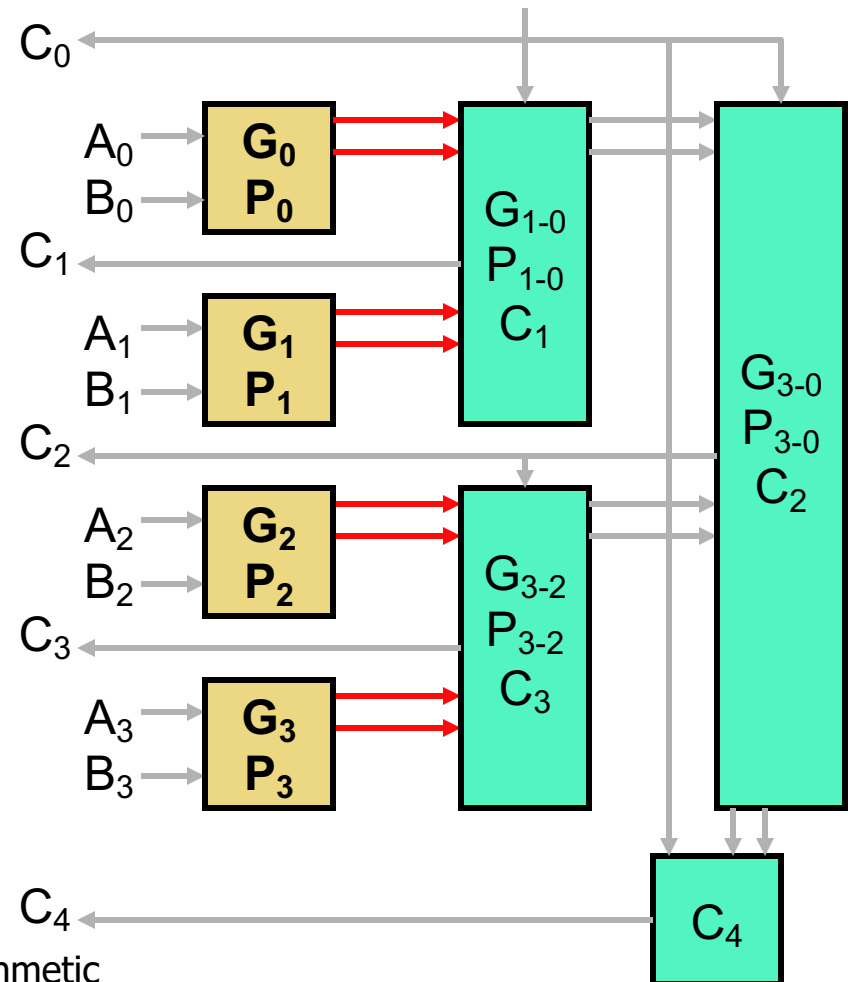 C₀
A₀
B₀
G₀
P₀
G₁₋₀
P₁₋₀
C₁
C₁
A₁
B₁
G₁
P₁
G₃₋₀
P₃₋₀
C₂
C₂
A₂
B₂
G₂
P₂
G₃₋₂
P₃₋₂
C₃
C₃
A₃
B₃
G₃
P₃
C₄
C₄